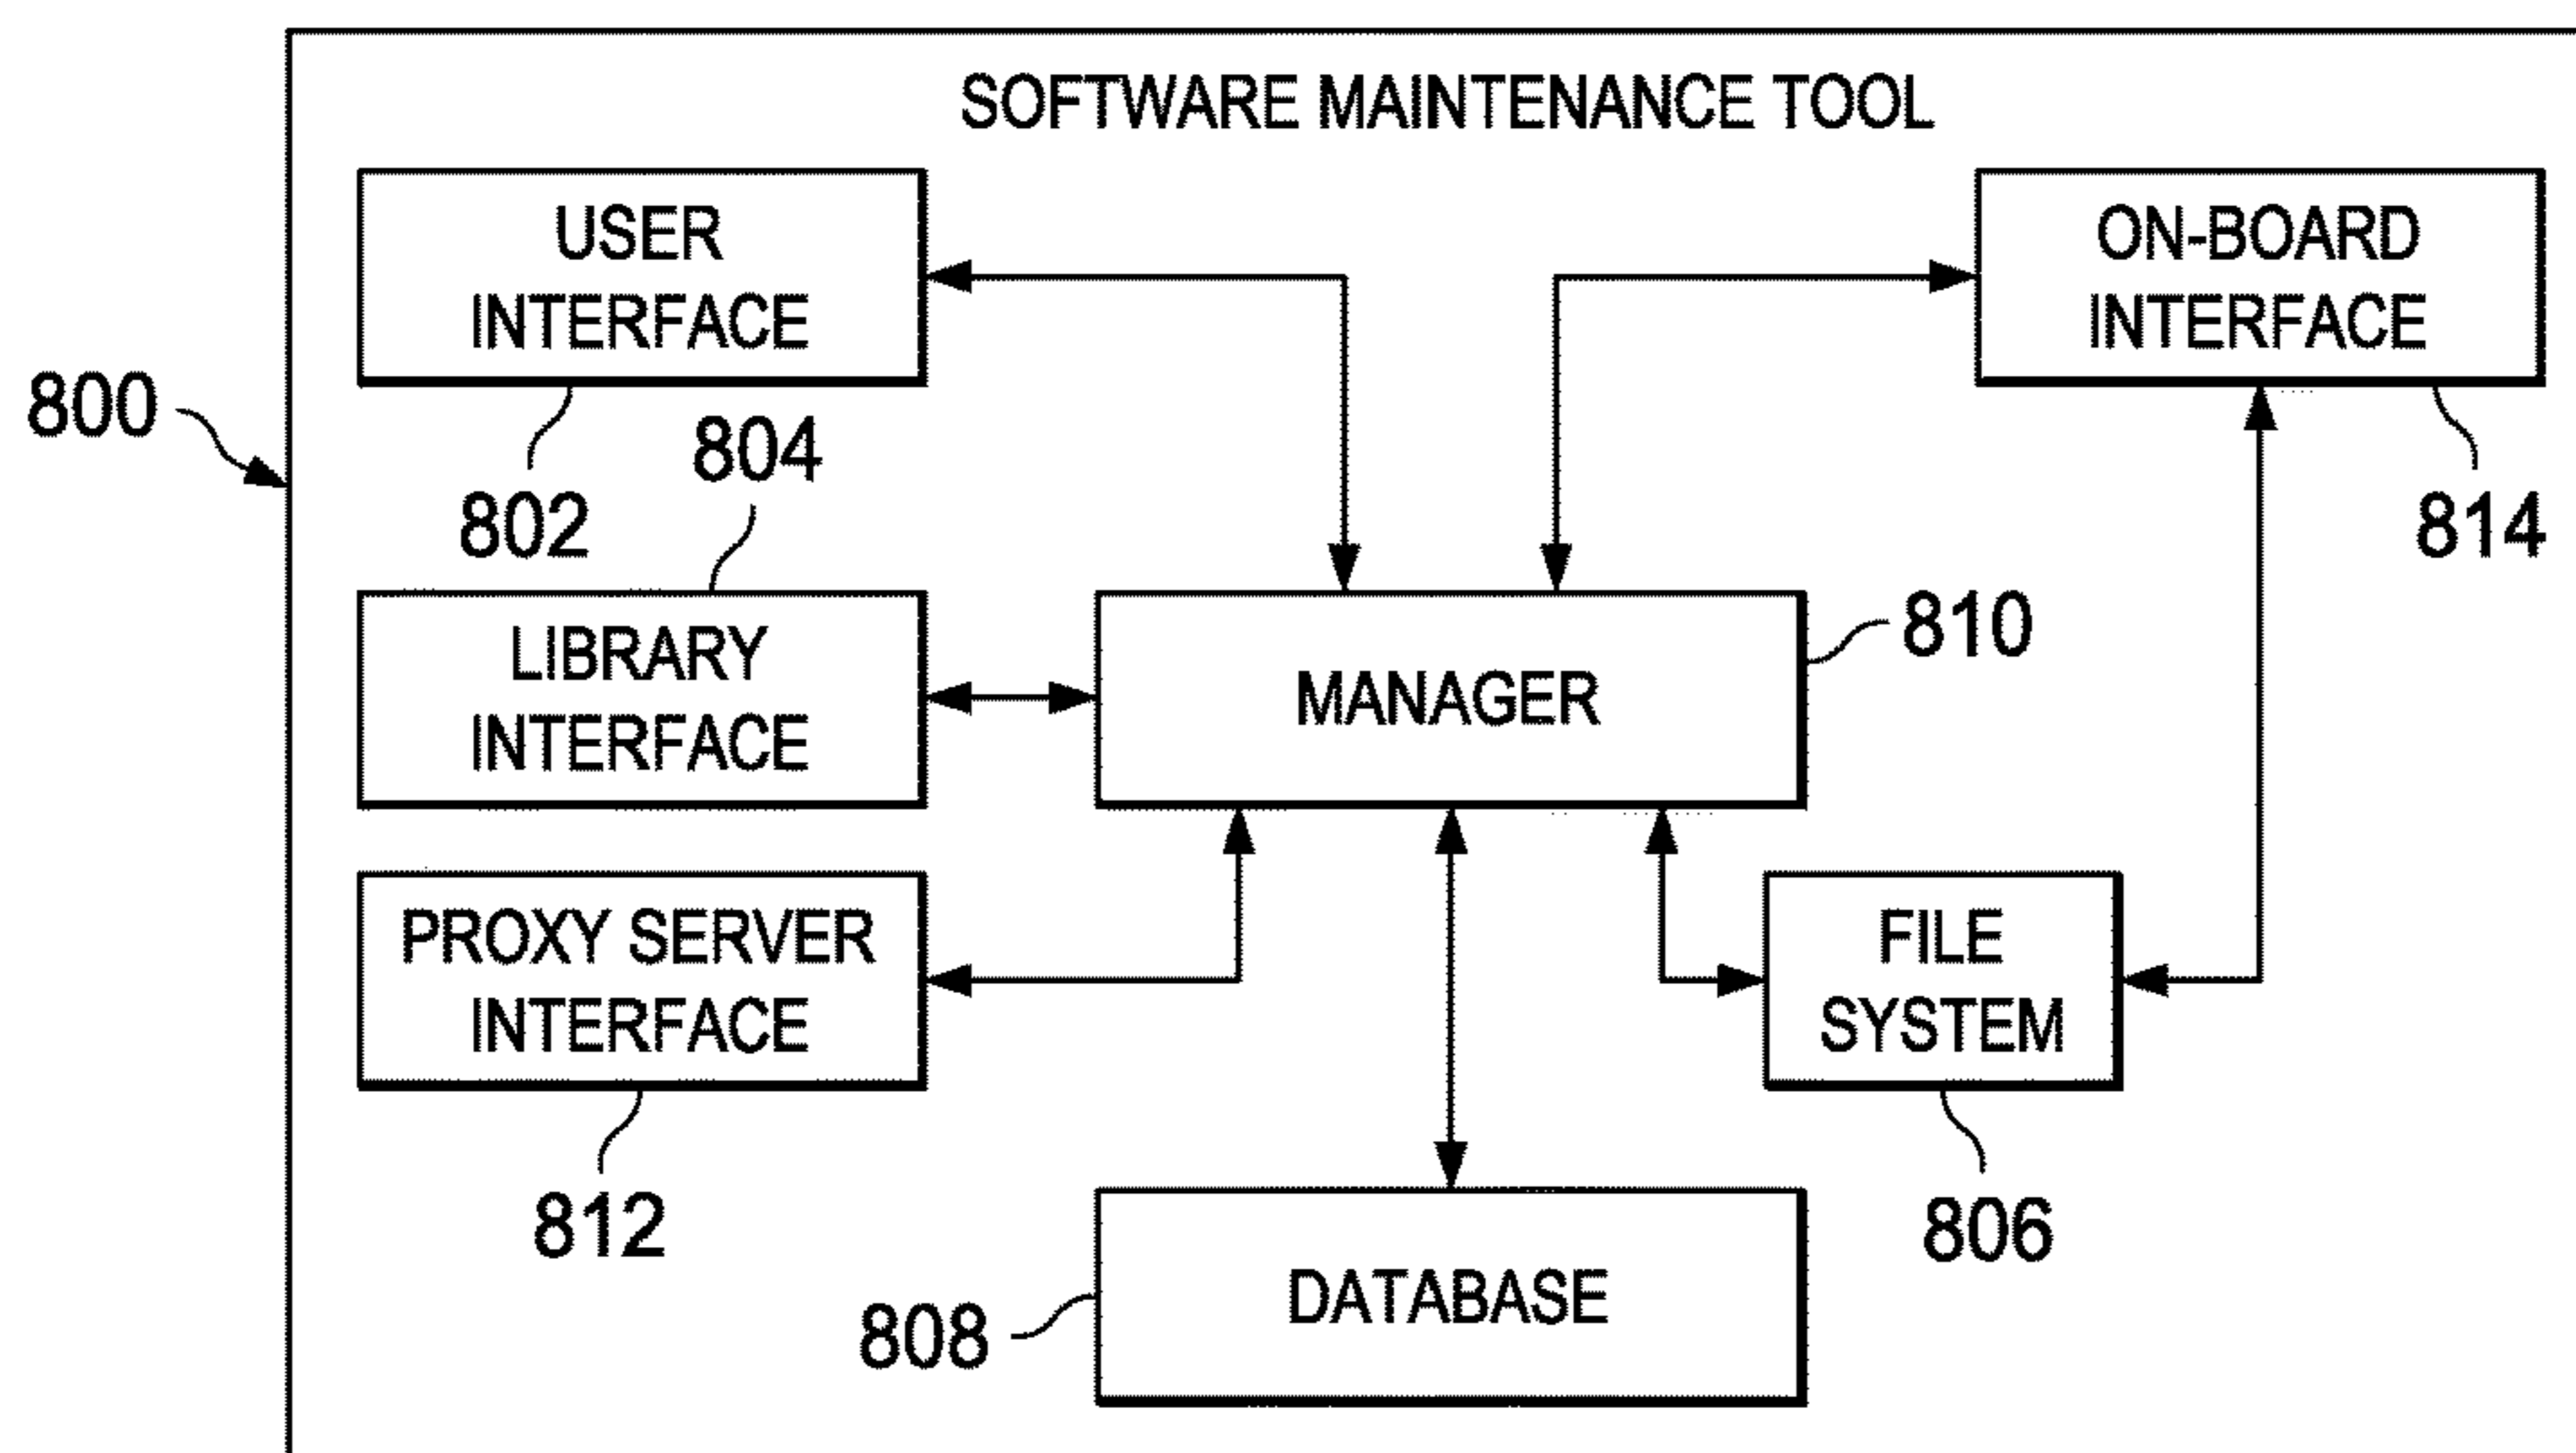 SOFTWARE MAINTENANCE TOOL
USER
INTERFACE
ON-BOARD
INTERFACE
800
802
804
814
LIBRARY
INTERFACE
MANAGER
810
PROXY SERVER
INTERFACE
FILE
SYSTEM
812
806
DATABASE
808